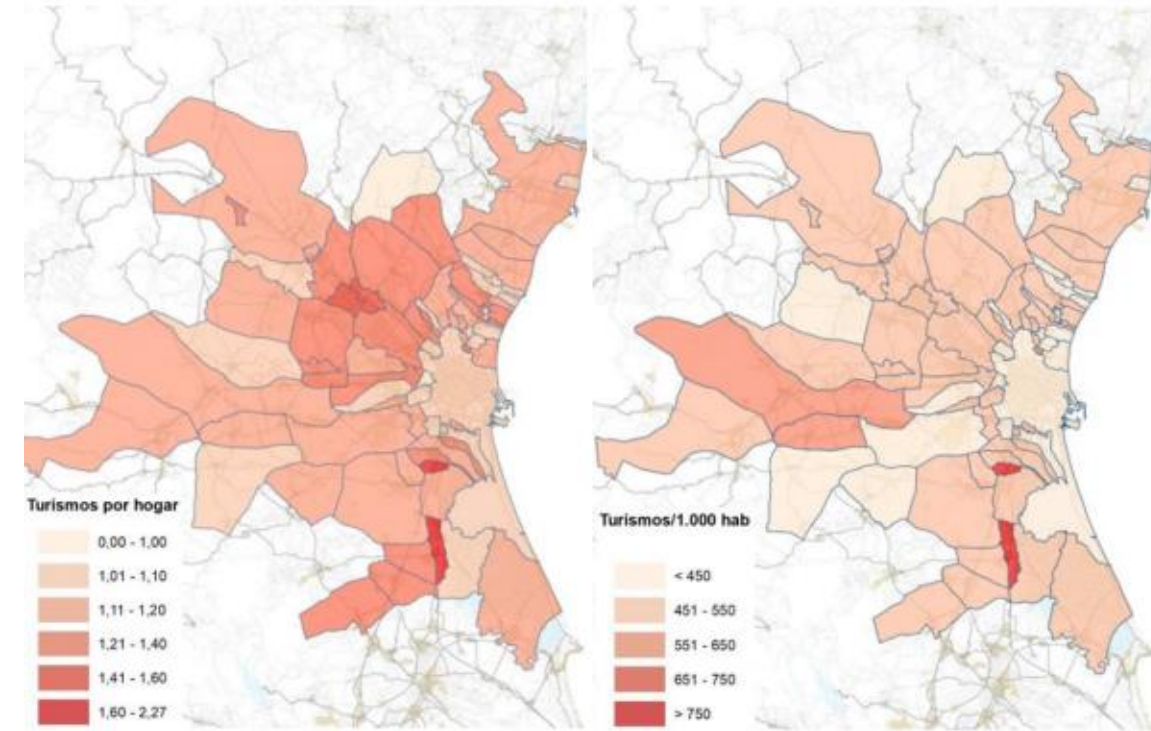 Turismos por hogar
0,00 - 1,00
1,01 - 1,10
1,11 - 1,20
1,21 - 1,40
1,41 - 1,60
1,60 - 2,27
Turismos/1.000 hab
< 450
451 - 550
551 - 650
651 - 750
> 750